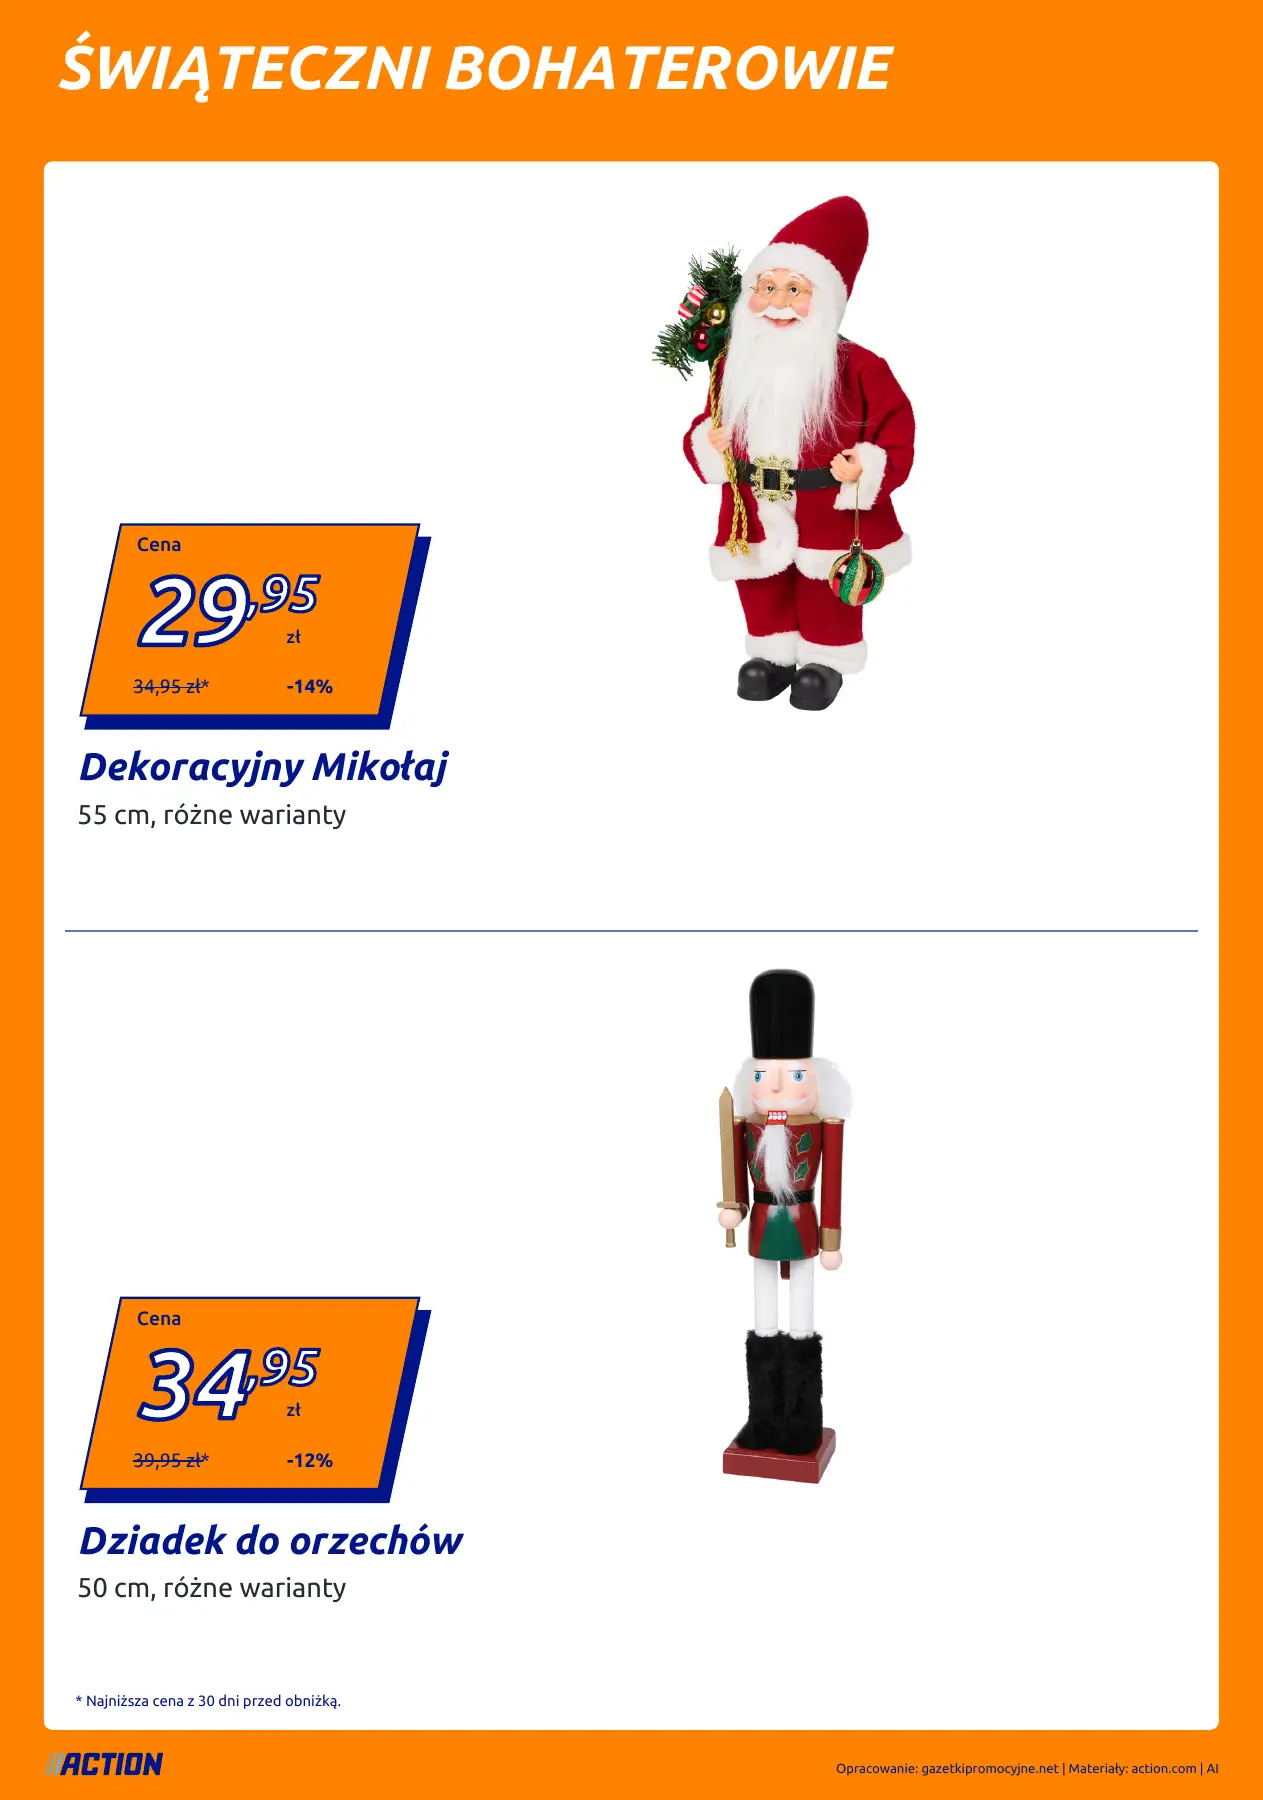 ŚWIĄTECZNI BOHATEROWIE
Cena
29,95
zł
34,95 zł* -14%
Dekoracyjny Mikołaj
55 cm, różne warianty
Cena
34,95
zł
39,95 zł* -12%
Dziadek do orzechów
50 cm, różne warianty
* Najniższa cena z 30 dni przed obniżką.
ACTION
Opracowanie: gazetkipromocyjne.net | Materiały: action.com | AI